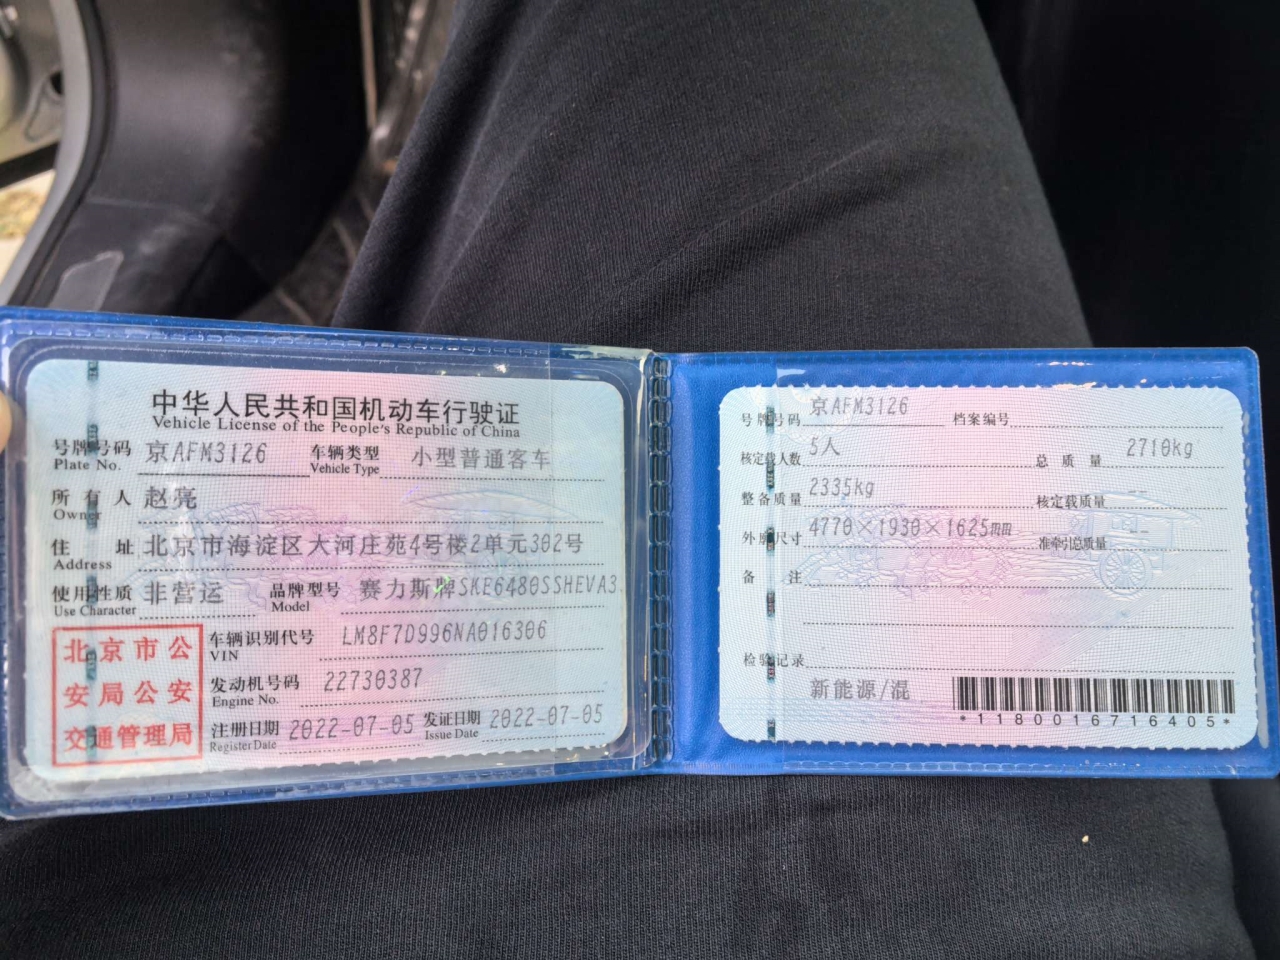 中华人民共和国机动车行驶证
Vehicle License of the People's Republic of China
号牌号码 京AFM3126 车辆类型 小型普通客车
Plate No. Vehicle Type
所有人 赵亮
Owner
住址 北京市海淀区大河庄苑4号楼2单元302号
Address
使用性质 非营运 品牌型号 赛力斯牌SKE6480SSHEVA3
Use Character Model
北京市公
安局公安
交通管理局
车辆识别代号 LM8F7D996NA016306
VIN
发动机号码 22730387
Engine No.
注册日期 2022-07-05 发证日期 2022-07-05
Register Date Issue Date
号牌号码 京AFM3126 档案编号
核定载人数 5人 总质量 2710kg
整备质量 2335kg 核定载质量 --
外廓尺寸 4770×1930×1625mm 准牵引总质量 --
备注
检验记录
新能源/混
*1180016716405*